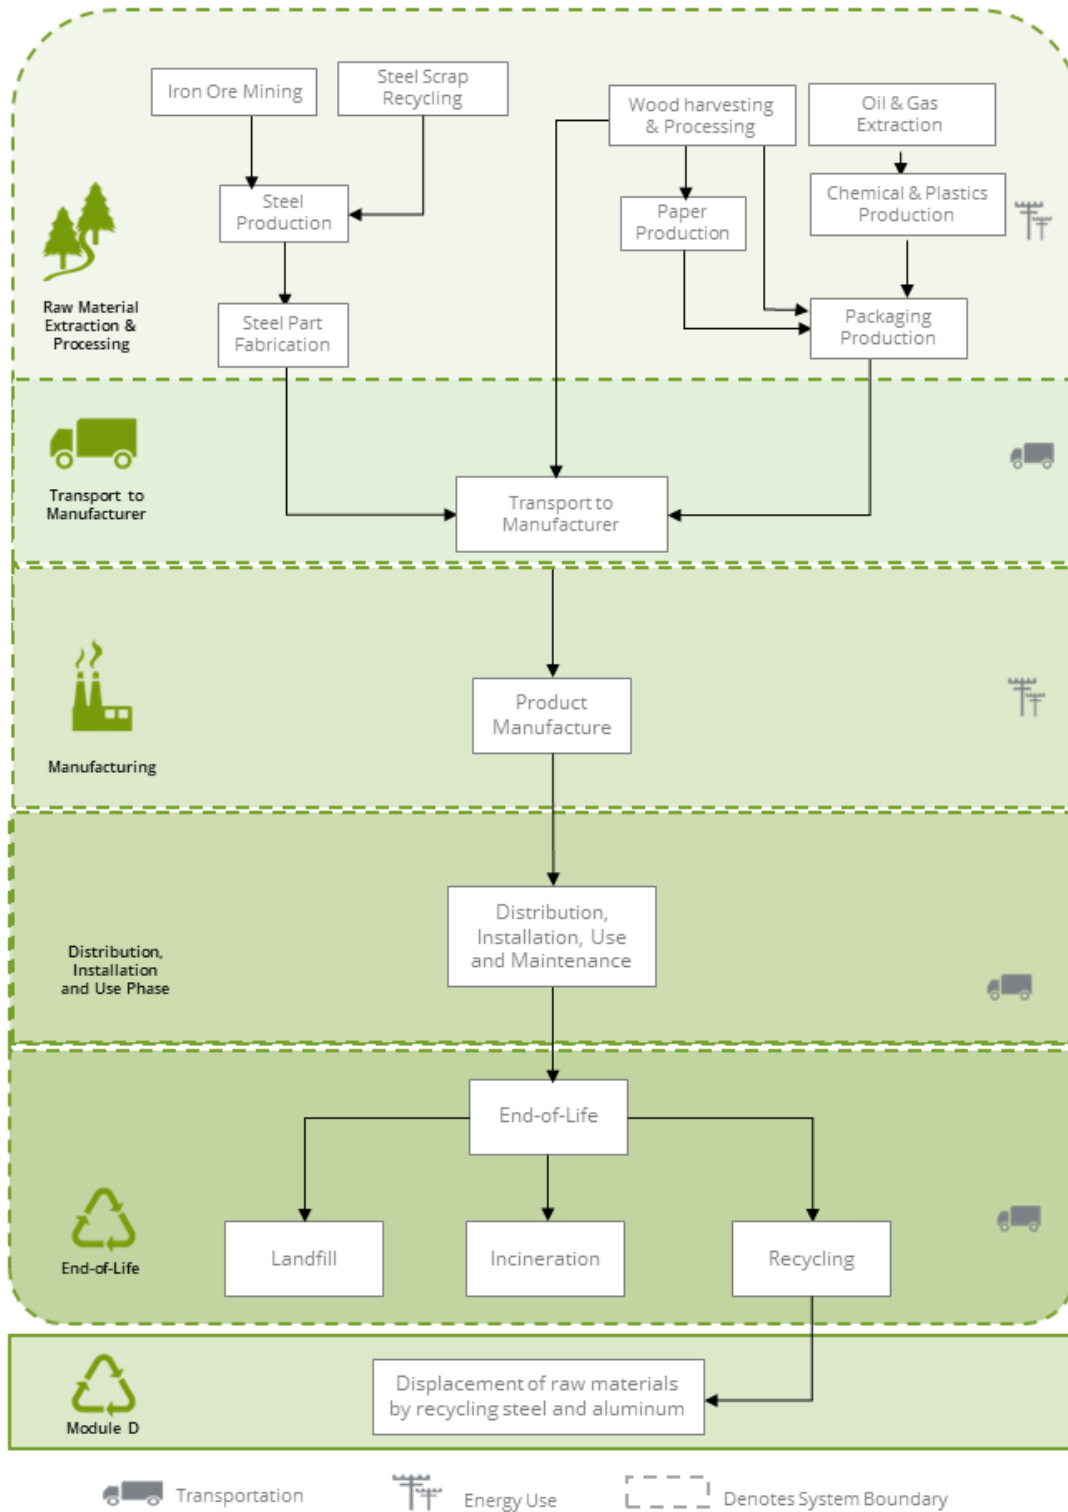 Iron Ore Mining
Steel Scrap
Recycling
Wood harvesting
& Processing
Oil & Gas
Extraction
Steel
Production
Paper
Production
Chemical & Plastics
Production
Raw Material
Extraction &
Processing
Steel Part
Fabrication
Packaging
Production
Transport to
Manufacturer
Transport to
Manufacturer
Product
Manufacture
Manufacturing
Distribution,
Installation, Use
and Maintenance
Distribution,
Installation
and Use Phase
End-of-Life
Landfill
Incineration
Recycling
End-of-Life
Displacement of raw materials
by recycling steel and aluminum
Module D
Transportation
Energy Use
Denotes System Boundary